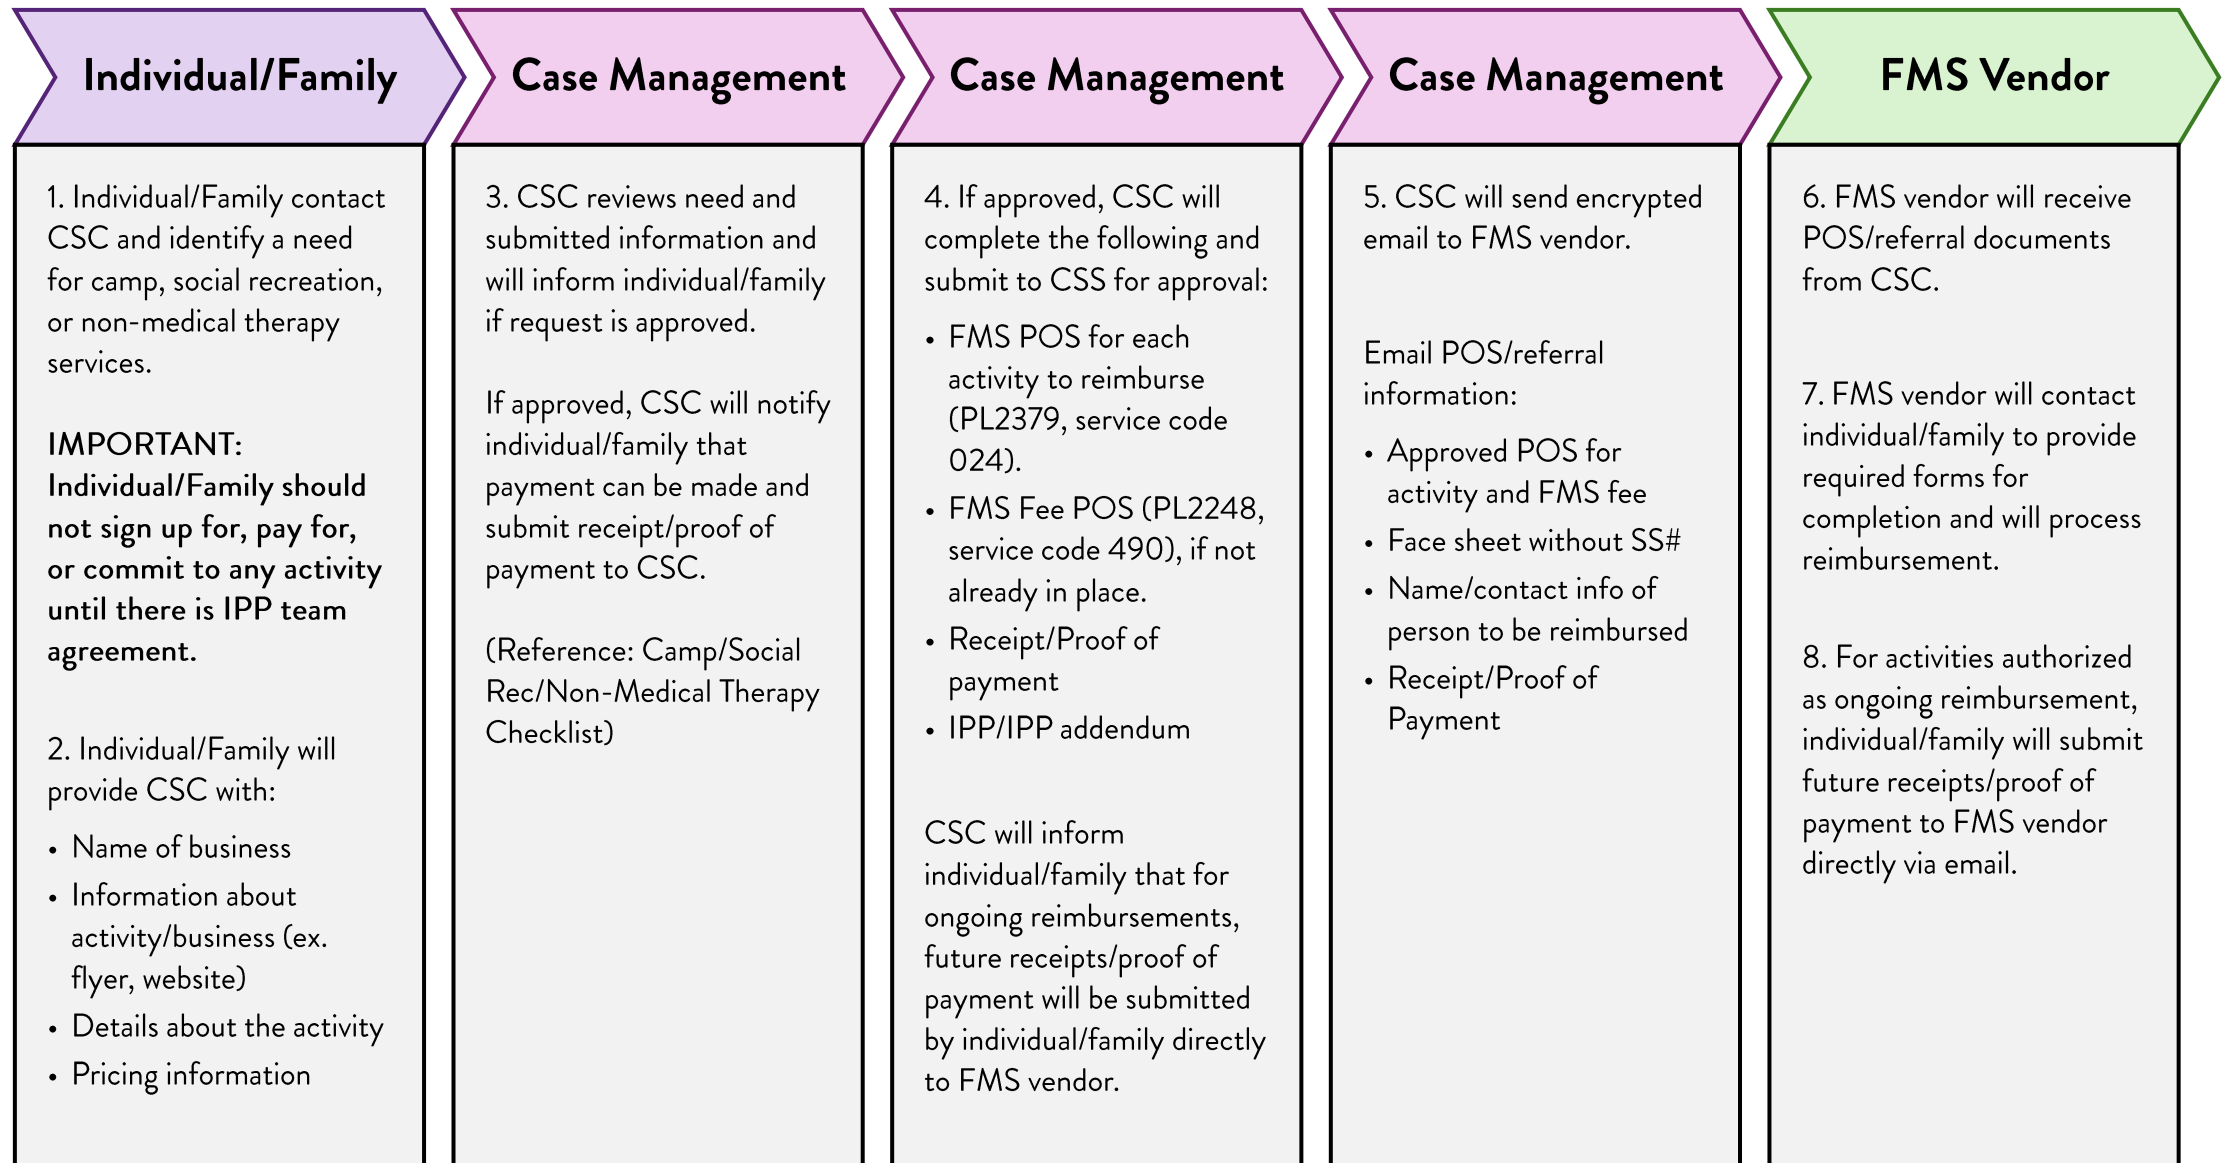 Individual/Family
1. Individual/Family contact
CSC and identify a need
for camp, social recreation,
or non-medical therapy
services.
IMPORTANT:
Individual/Family should
not sign up for, pay for,
or commit to any activity
until there is IPP team
agreement.
2. Individual/Family will
provide CSC with:
• Name of business
• Information about
activity/business (ex.
flyer, website)
• Details about the activity
• Pricing information
Case Management
3. CSC reviews need and
submitted information and
will inform individual/family
if request is approved.
If approved, CSC will notify
individual/family that
payment can be made and
submit receipt/proof of
payment to CSC.
(Reference: Camp/Social
Rec/Non-Medical Therapy
Checklist)
Case Management
4. If approved, CSC will
complete the following and
submit to CSS for approval:
• FMS POS for each
activity to reimburse
(PL2379, service code
024).
• FMS Fee POS (PL2248,
service code 490), if not
already in place.
• Receipt/Proof of
payment
• IPP/IPP addendum
CSC will inform
individual/family that for
ongoing reimbursements,
future receipts/proof of
payment will be submitted
by individual/family directly
to FMS vendor.
Case Management
5. CSC will send encrypted
email to FMS vendor.
Email POS/referral
information:
• Approved POS for
activity and FMS fee
• Face sheet without SS#
• Name/contact info of
person to be reimbursed
• Receipt/Proof of
Payment
FMS Vendor
6. FMS vendor will receive
POS/referral documents
from CSC.
7. FMS vendor will contact
individual/family to provide
required forms for
completion and will process
reimbursement.
8. For activities authorized
as ongoing reimbursement,
individual/family will submit
future receipts/proof of
payment to FMS vendor
directly via email.